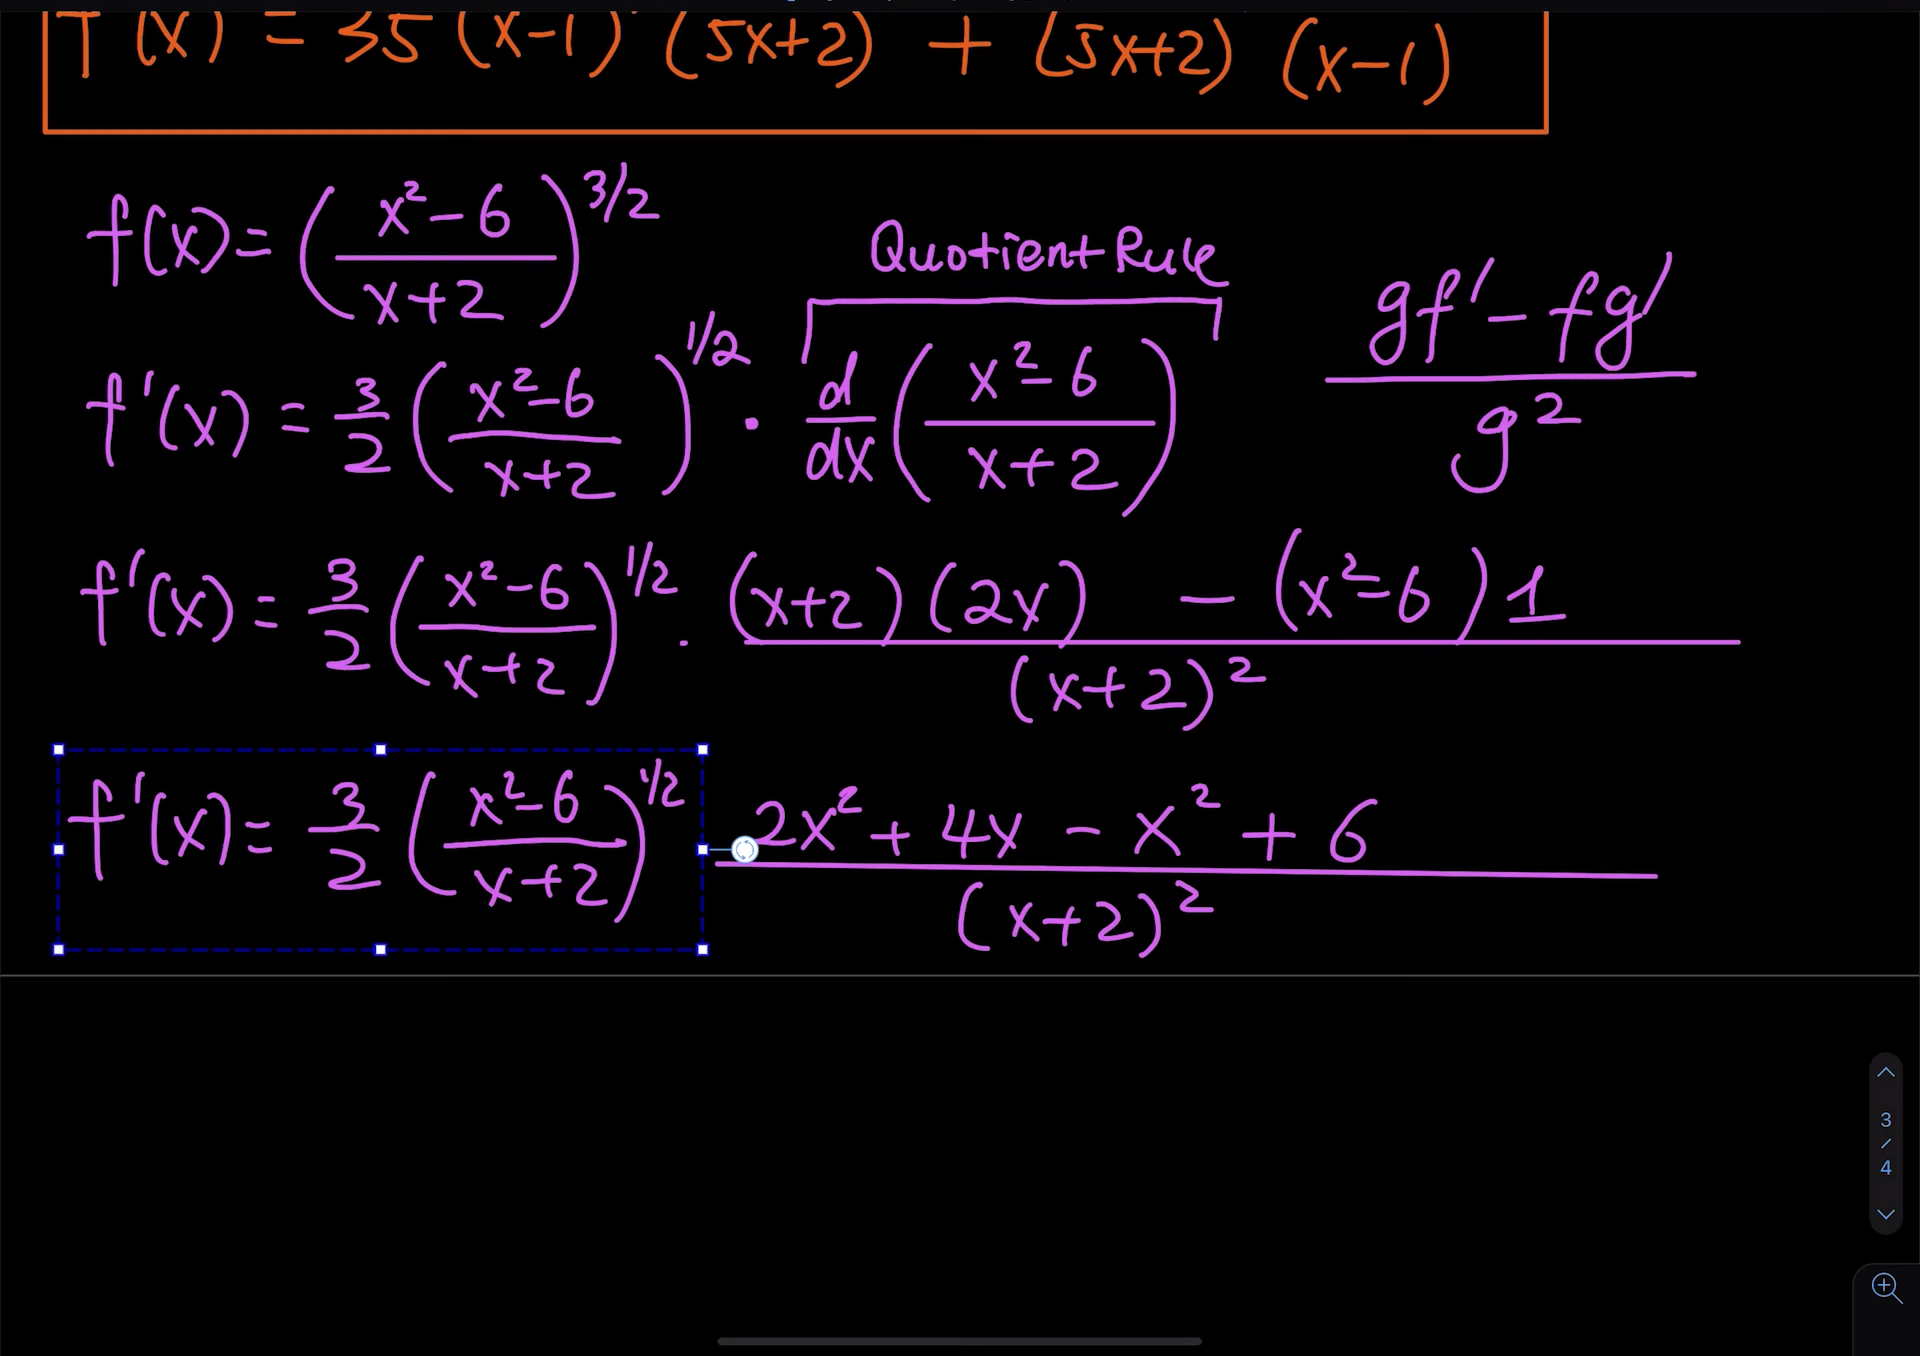 f'(x) = 35 (x-1) (5x+2) + (5x+2) (x-1)
f(x) = ( (x²-6)/(x+2) )^3/2
Quotient Rule
f'(x) = 3/2 ( (x²-6)/(x+2) )^1/2 · d/dx ( (x²-6)/(x+2) )
(gf' - fg')/g²
f'(x) = 3/2 ( (x²-6)/(x+2) )^1/2 · ((x+2)(2x) - (x²-6)1)/(x+2)²
f'(x) = 3/2 ( (x²-6)/(x+2) )^1/2 (2x² + 4x - x² + 6)/(x+2)²
3
/
4